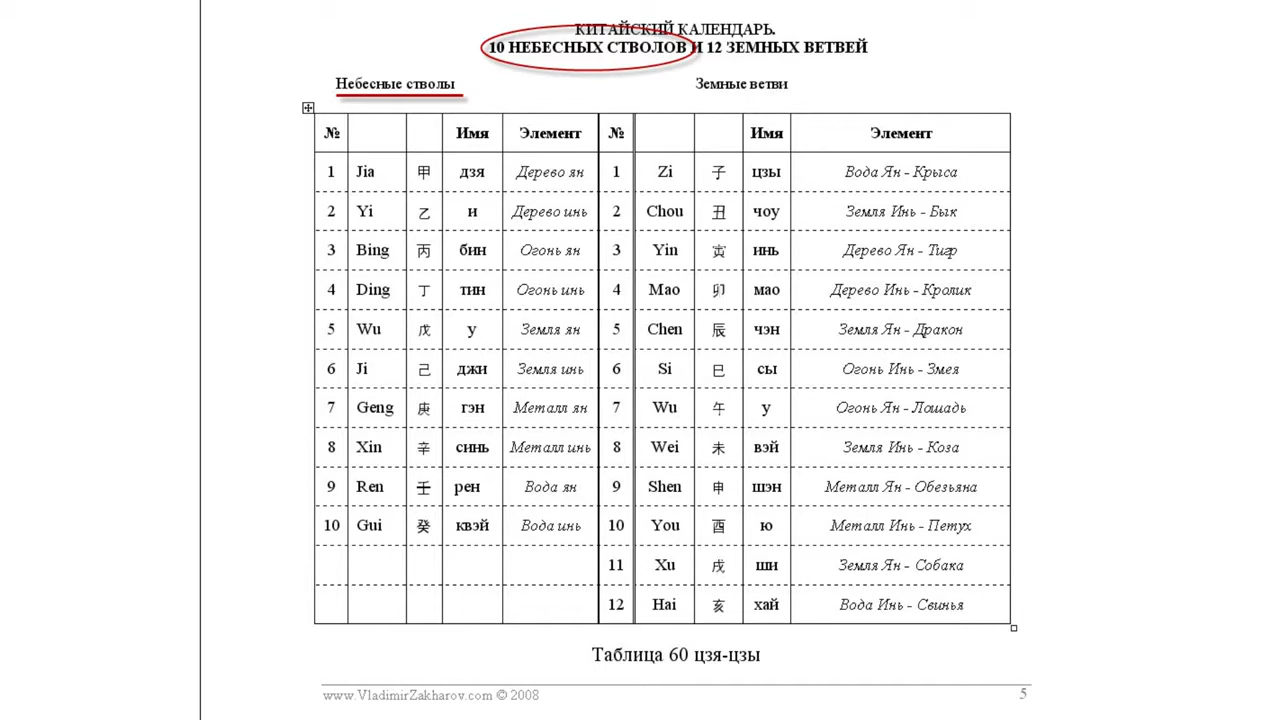 КИТАЙСКИЙ КАЛЕНДАРЬ.
10 НЕБЕСНЫХ СТВОЛОВ И 12 ЗЕМНЫХ ВЕТВЕЙ
Небесные стволы Земные ветви
№ Имя Элемент № Имя Элемент
1 Jia 甲 дзя Дерево ян 1 Zi 子 цзы Вода Ян - Крыса
2 Yi 乙 и Дерево инь 2 Chou 丑 чоу Земля Инь - Бык
3 Bing 丙 бин Огонь ян 3 Yin 寅 инь Дерево Ян - Тигр
4 Ding 丁 тин Огонь инь 4 Mao 卯 мао Дерево Инь - Кролик
5 Wu 戊 у Земля ян 5 Chen 辰 чэн Земля Ян - Дракон
6 Ji 己 джи Земля инь 6 Si 巳 сы Огонь Инь - Змея
7 Geng 庚 гэн Металл ян 7 Wu 午 у Огонь Ян - Лошадь
8 Xin 辛 синь Металл инь 8 Wei 未 вэй Земля Инь - Коза
9 Ren 壬 рен Вода ян 9 Shen 申 шэн Металл Ян - Обезьяна
10 Gui 癸 квэй Вода инь 10 You 酉 ю Металл Инь - Петух
11 Xu 戌 ши Земля Ян - Собака
12 Hai 亥 хай Вода Инь - Свинья
Таблица 60 цзя-цзы
www.VladimirZakharov.com © 2008 5